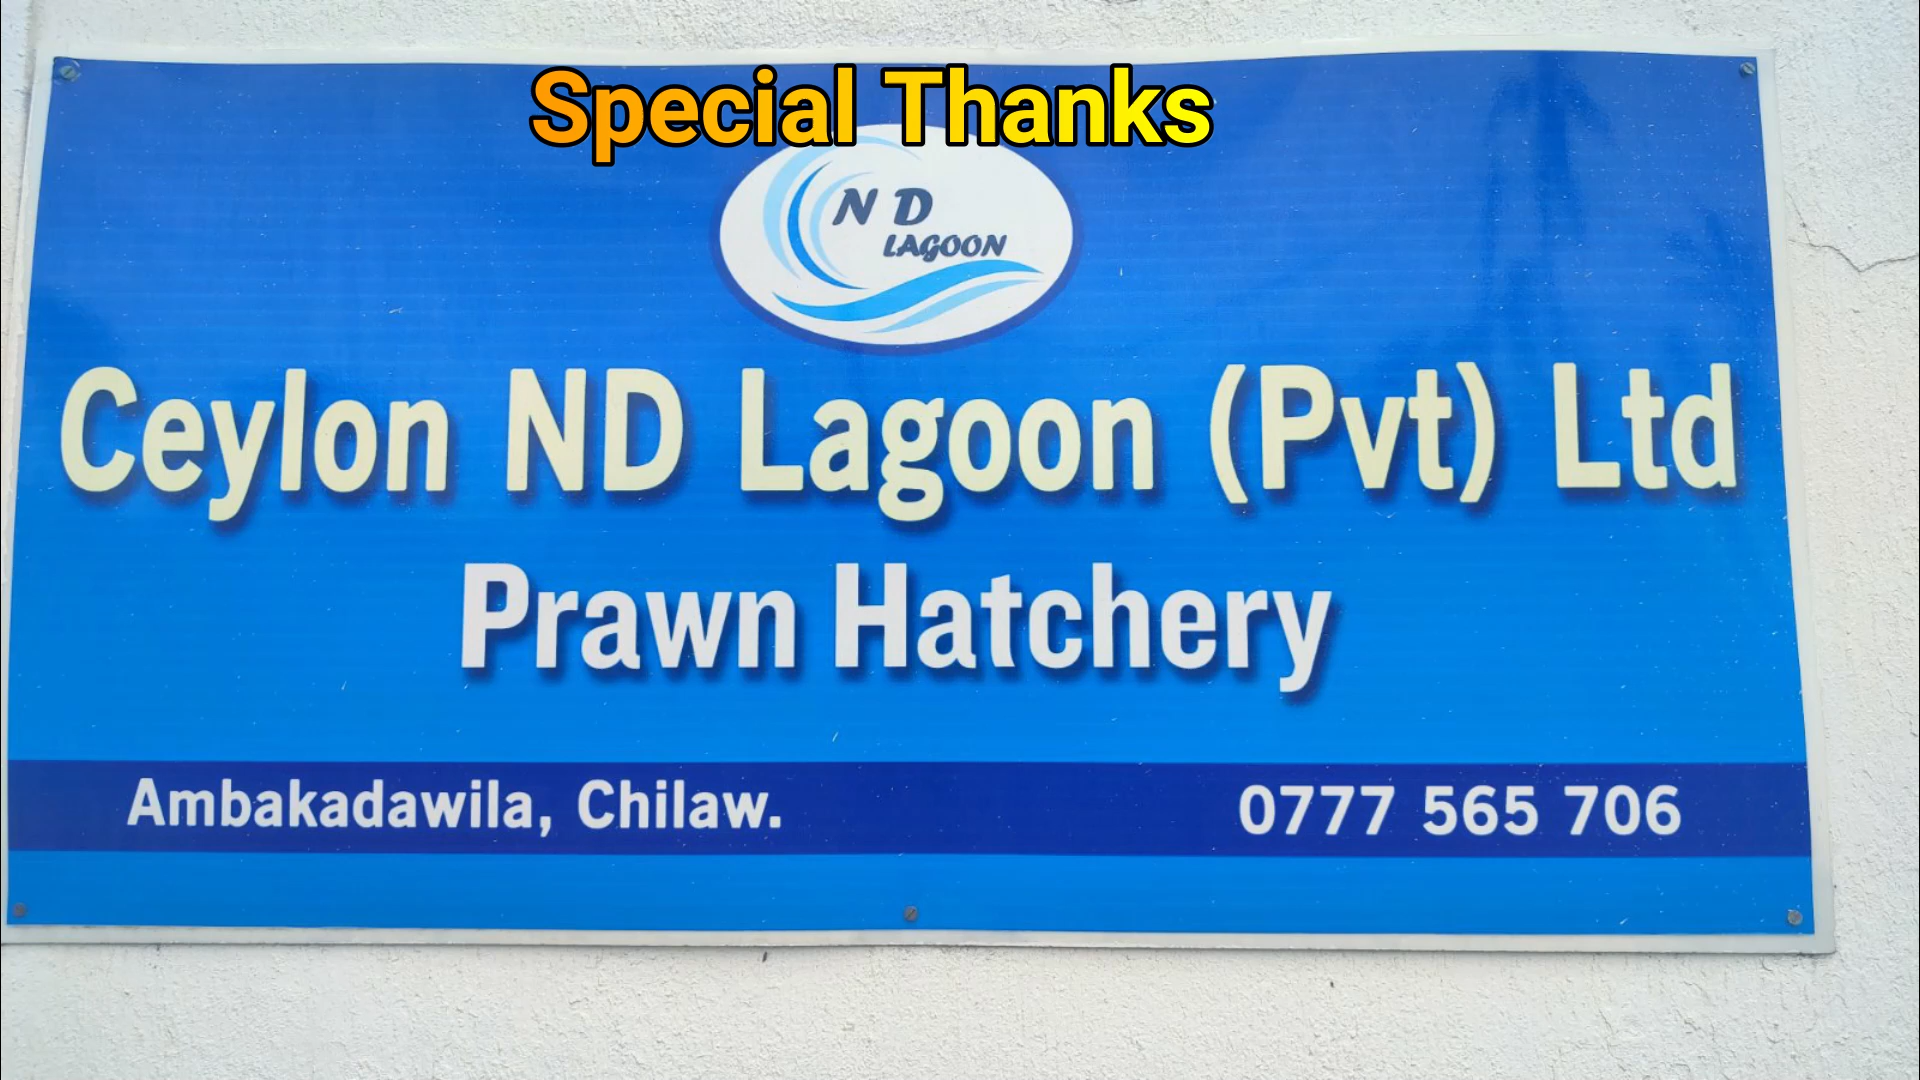 Special Thanks
N D
LAGOON
Ceylon ND Lagoon (Pvt) Ltd
Prawn Hatchery
Ambakadawila, Chilaw.
0777 565 706